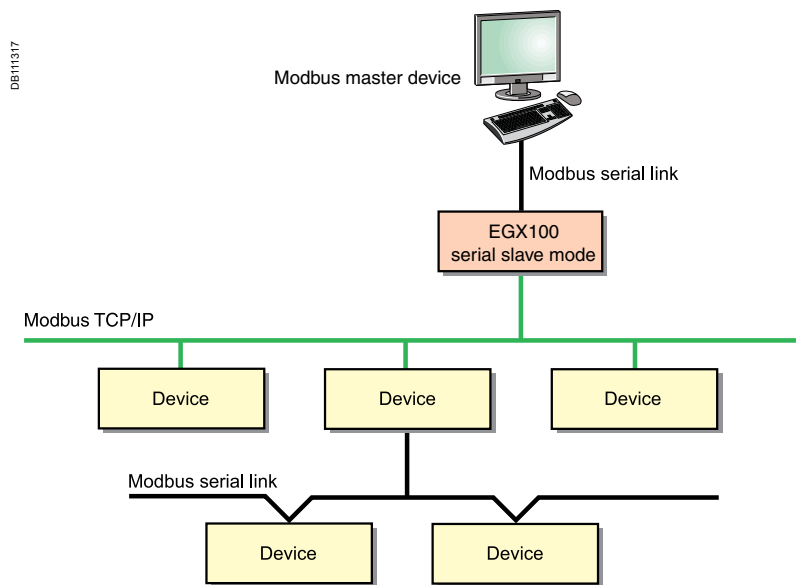 DB111317
Modbus master device
Modbus serial link
EGX100
serial slave mode
Modbus TCP/IP
Device
Device
Device
Modbus serial link
Device
Device